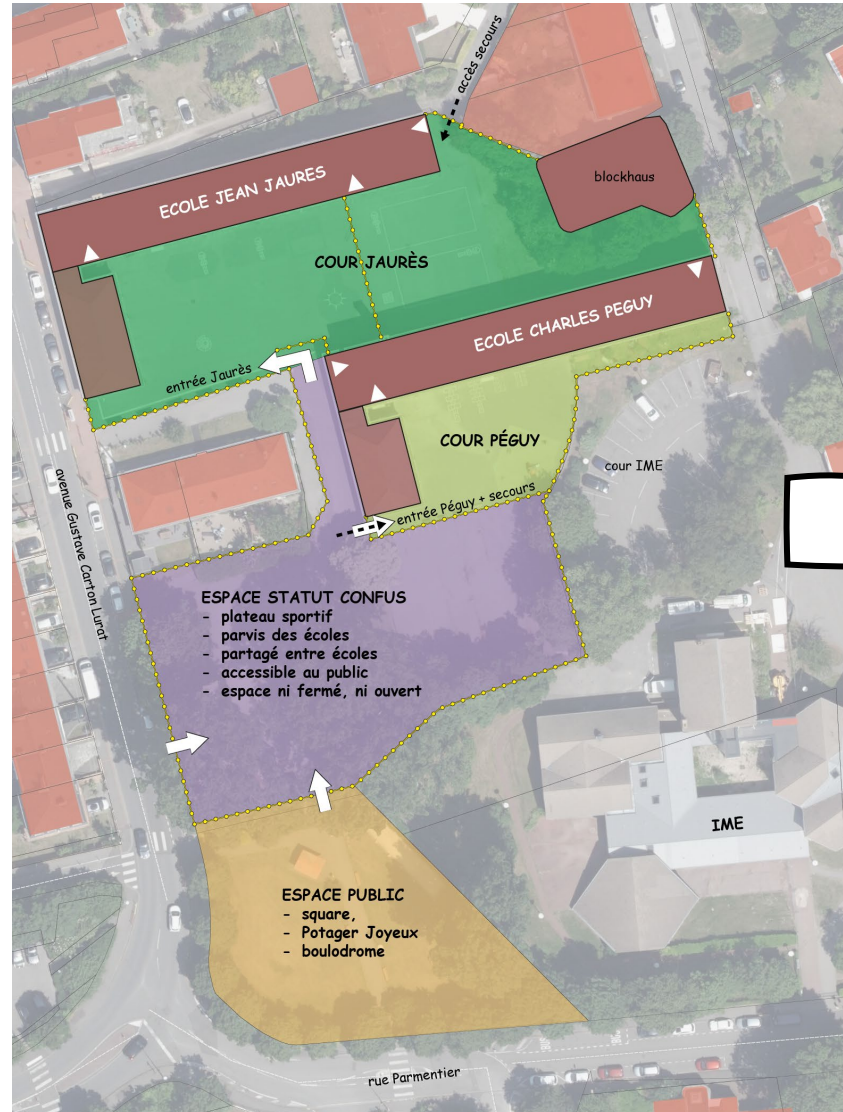 accès secours
ECOLE JEAN JAURES
blockhaus
COUR JAURÈS
ECOLE CHARLES PEGUY
entrée Jaurès
COUR PÉGUY
cour IME
avenue Gustave Carton Lurat
entrée Péguy + secours
ESPACE STATUT CONFUS
- plateau sportif
- parvis des écoles
- partagé entre écoles
- accessible au public
- espace ni fermé, ni ouvert
IME
ESPACE PUBLIC
- square,
- Potager Joyeux
- boulodrome
rue Parmentier